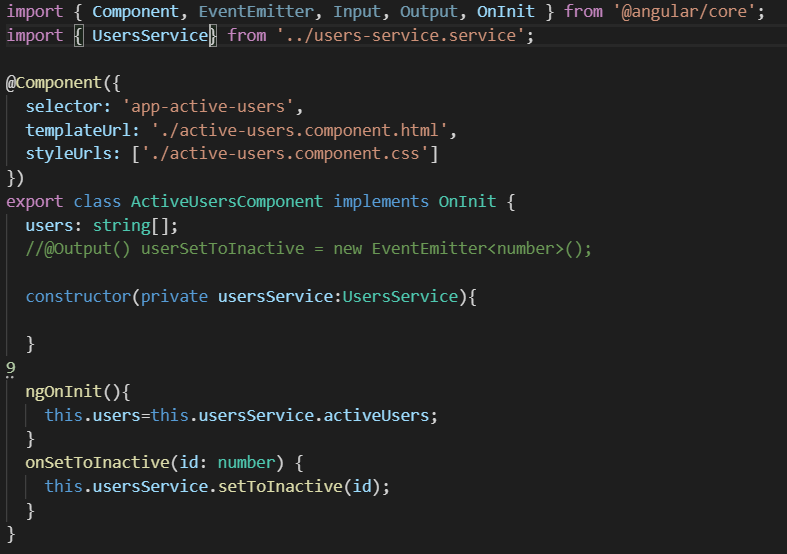 import { Component, EventEmitter, Input, Output, OnInit } from '@angular/core';
import { UsersService} from '../users-service.service';
@Component({
  selector: 'app-active-users',
  templateUrl: './active-users.component.html',
  styleUrls: ['./active-users.component.css']
})
export class ActiveUsersComponent implements OnInit {
  users: string[];
  //@Output() userSetToInactive = new EventEmitter<number>();
  constructor(private usersService:UsersService){
  }
9
  ngOnInit(){
    this.users=this.usersService.activeUsers;
  }
  onSetToInactive(id: number) {
    this.usersService.setToInactive(id);
  }
}